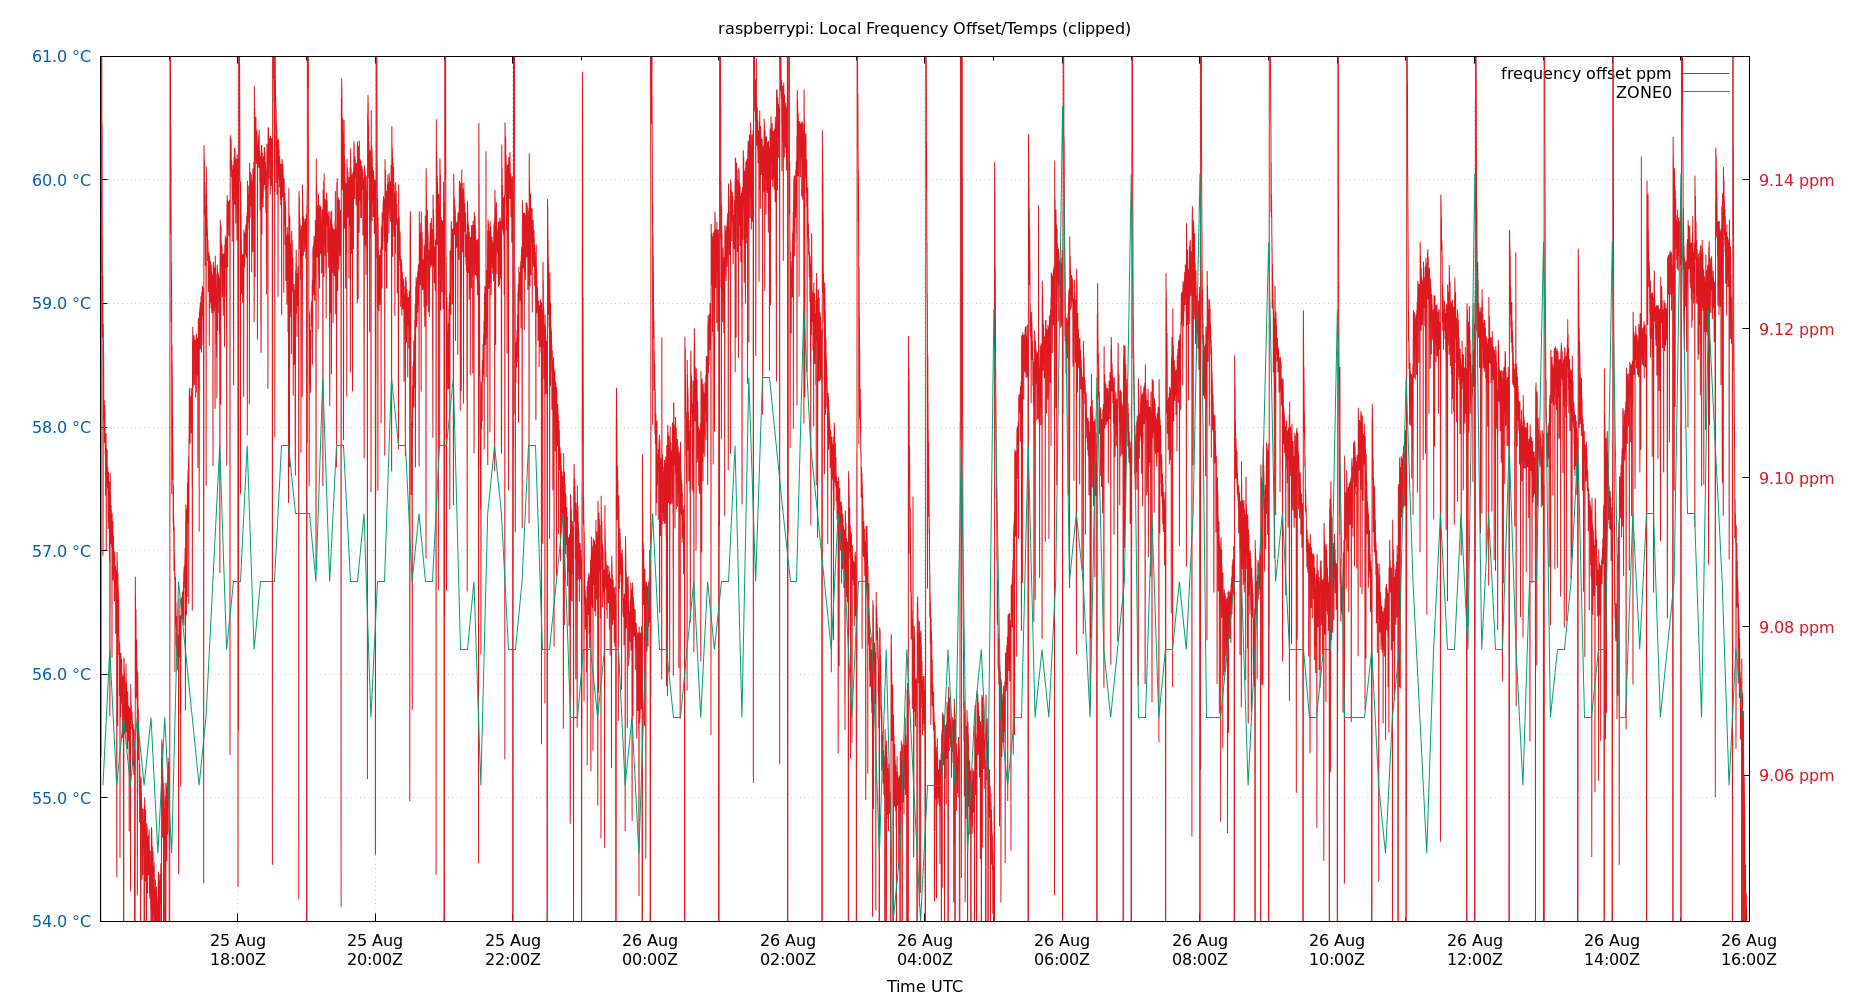 raspberrypi: Local Frequency Offset/Temps (clipped)
61.0 °C
60.0 °C
59.0 °C
58.0 °C
57.0 °C
56.0 °C
55.0 °C
54.0 °C
frequency offset ppm
ZONE0
9.14 ppm
9.12 ppm
9.10 ppm
9.08 ppm
9.06 ppm
25 Aug 25 Aug 25 Aug 26 Aug 26 Aug 26 Aug 26 Aug 26 Aug 26 Aug 26 Aug 26 Aug 26 Aug
18:00Z 20:00Z 22:00Z 00:00Z 02:00Z 04:00Z 06:00Z 08:00Z 10:00Z 12:00Z 14:00Z 16:00Z
Time UTC